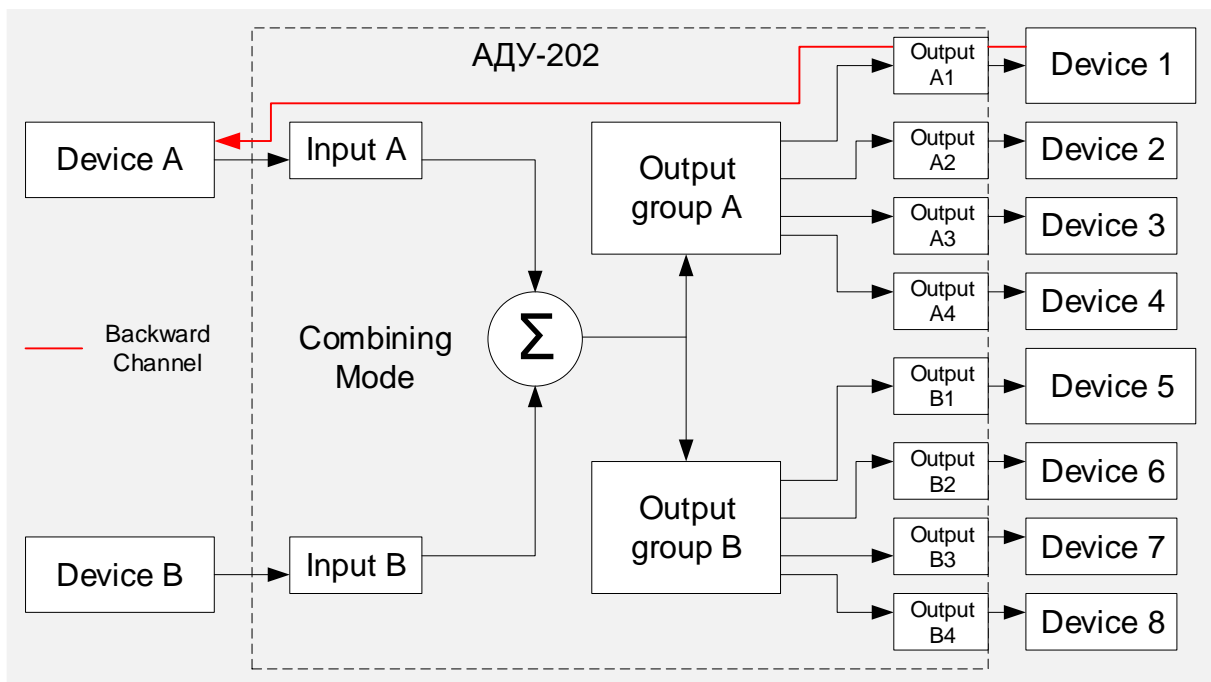 АДУ-202
Device A
Input A
Backward
Channel
Combining
Mode
Σ
Device B
Input B
Output
group A
Output
group B
Output
A1
Device 1
Output
A2
Device 2
Output
A3
Device 3
Output
A4
Device 4
Output
B1
Device 5
Output
B2
Device 6
Output
B3
Device 7
Output
B4
Device 8